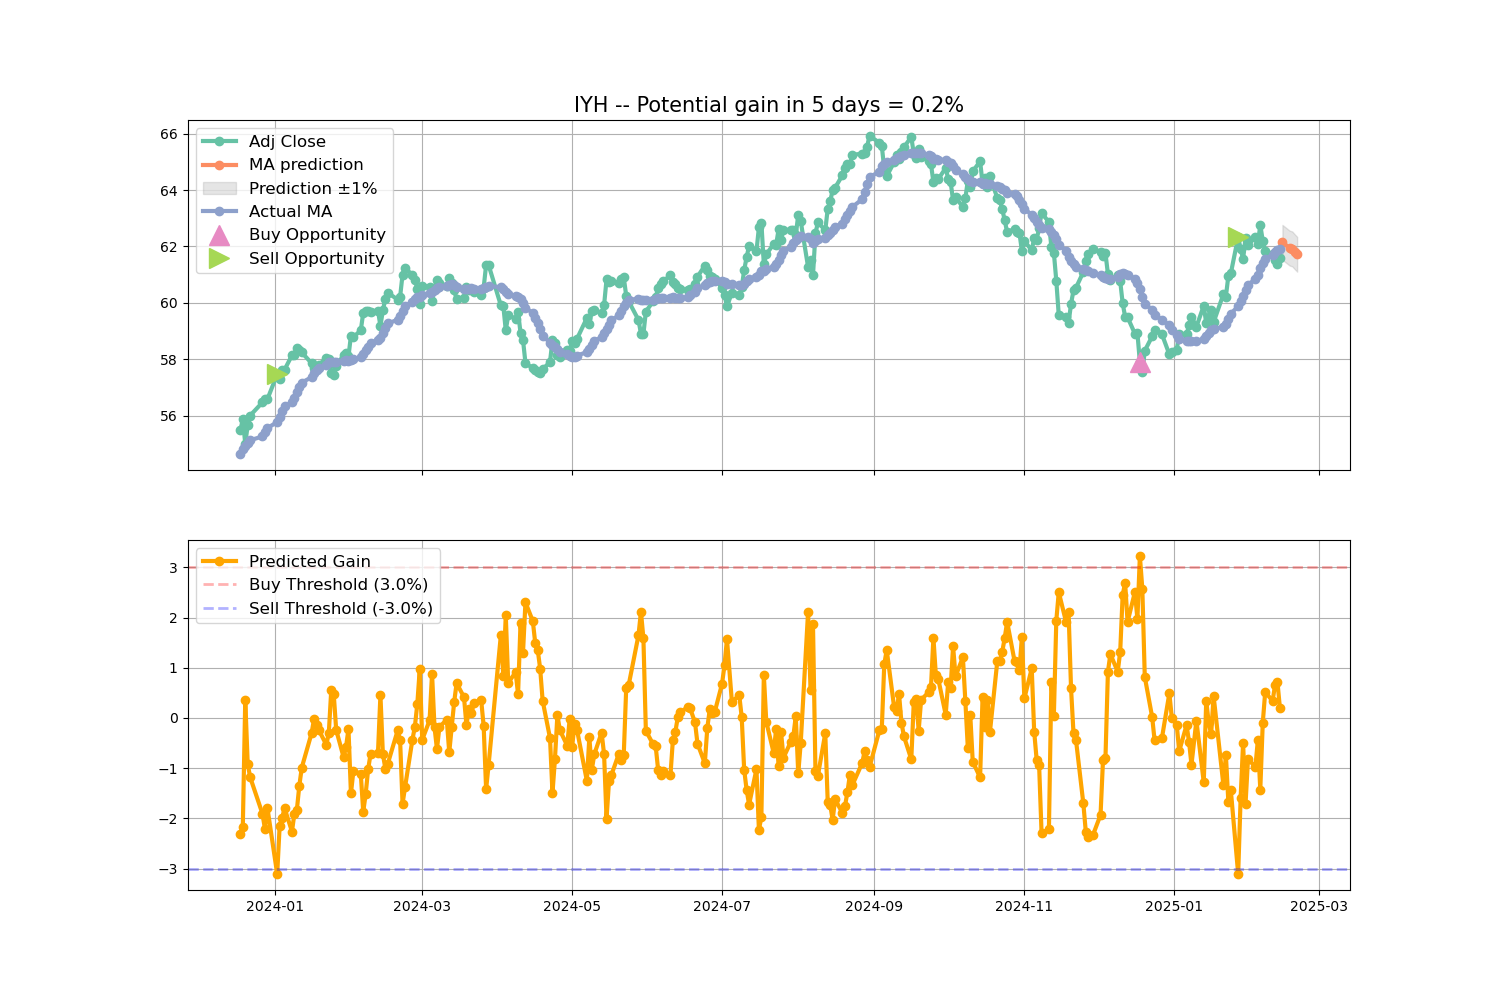 IYH -- Potential gain in 5 days = 0.2%
66
64
62
60
58
56
Adj Close
MA prediction
Prediction ±1%
Actual MA
Buy Opportunity
Sell Opportunity
3
2
1
0
−1
−2
−3
Predicted Gain
Buy Threshold (3.0%)
Sell Threshold (-3.0%)
2024-01 2024-03 2024-05 2024-07 2024-09 2024-11 2025-01 2025-03